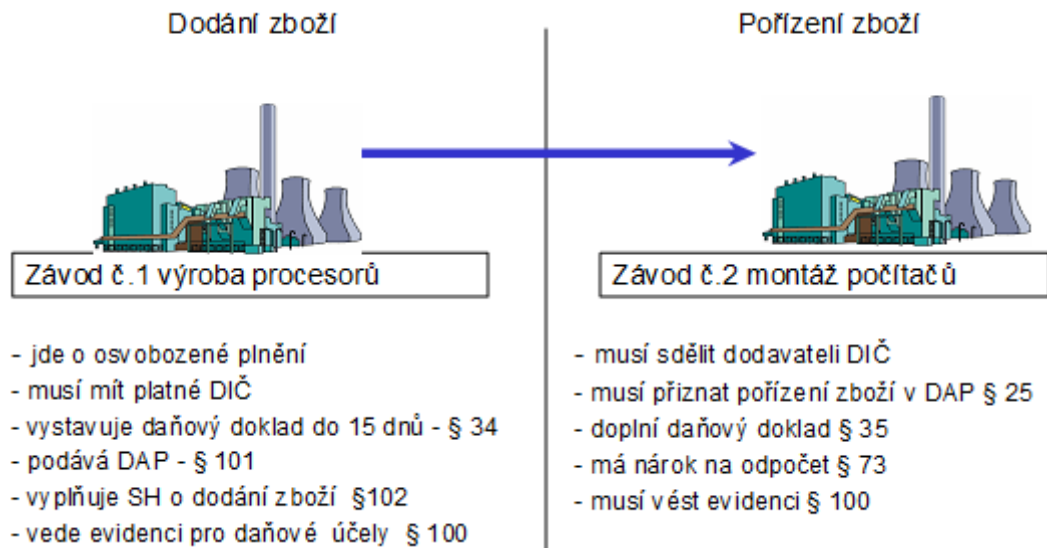 Dodání zboží
Závod č.1 výroba procesorů
- jde o osvobozené plnění
- musí mít platné DIČ
- vystavuje daňový doklad do 15 dnů - § 34
- podává DAP - § 101
- vyplňuje SH o dodání zboží §102
- vede evidenci pro daňové účely § 100
Pořízení zboží
Závod č.2 montáž počítačů
- musí sdělit dodavateli DIČ
- musí přiznat pořízení zboží v DAP § 25
- doplní daňový doklad § 35
- má nárok na odpočet § 73
- musí vést evidenci § 100